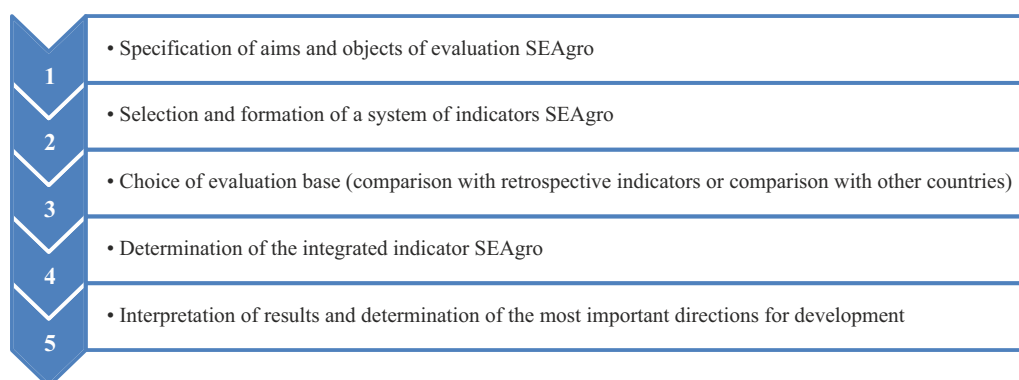 1
• Specification of aims and objects of evaluation SEAgro
2
• Selection and formation of a system of indicators SEAgro
3
• Choice of evaluation base (comparison with retrospective indicators or comparison with other countries)
4
• Determination of the integrated indicator SEAgro
5
• Interpretation of results and determination of the most important directions for development